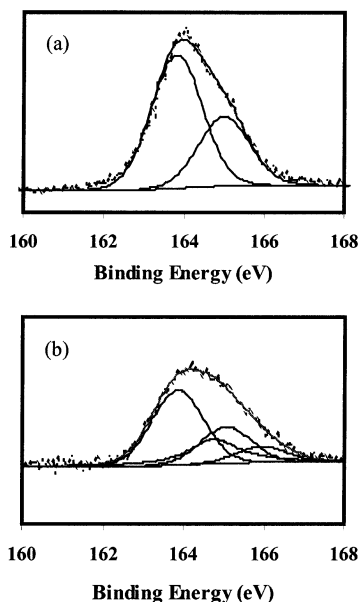 (a)
160 162 164 166 168
Binding Energy (eV)
(b)
160 162 164 166 168
Binding Energy (eV)